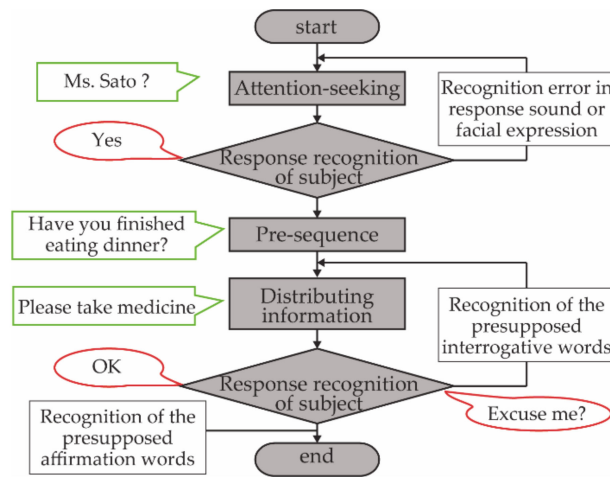 start
Ms. Sato ?
Attention-seeking
Recognition error in
response sound or
facial expression
Yes
Response recognition
of subject
Have you finished
eating dinner?
Pre-sequence
Please take medicine
Distributing
information
Recognition of the
presupposed
interrogative words
OK
Response recognition
of subject
Excuse me?
Recognition of the
presupposed
affirmation words
end